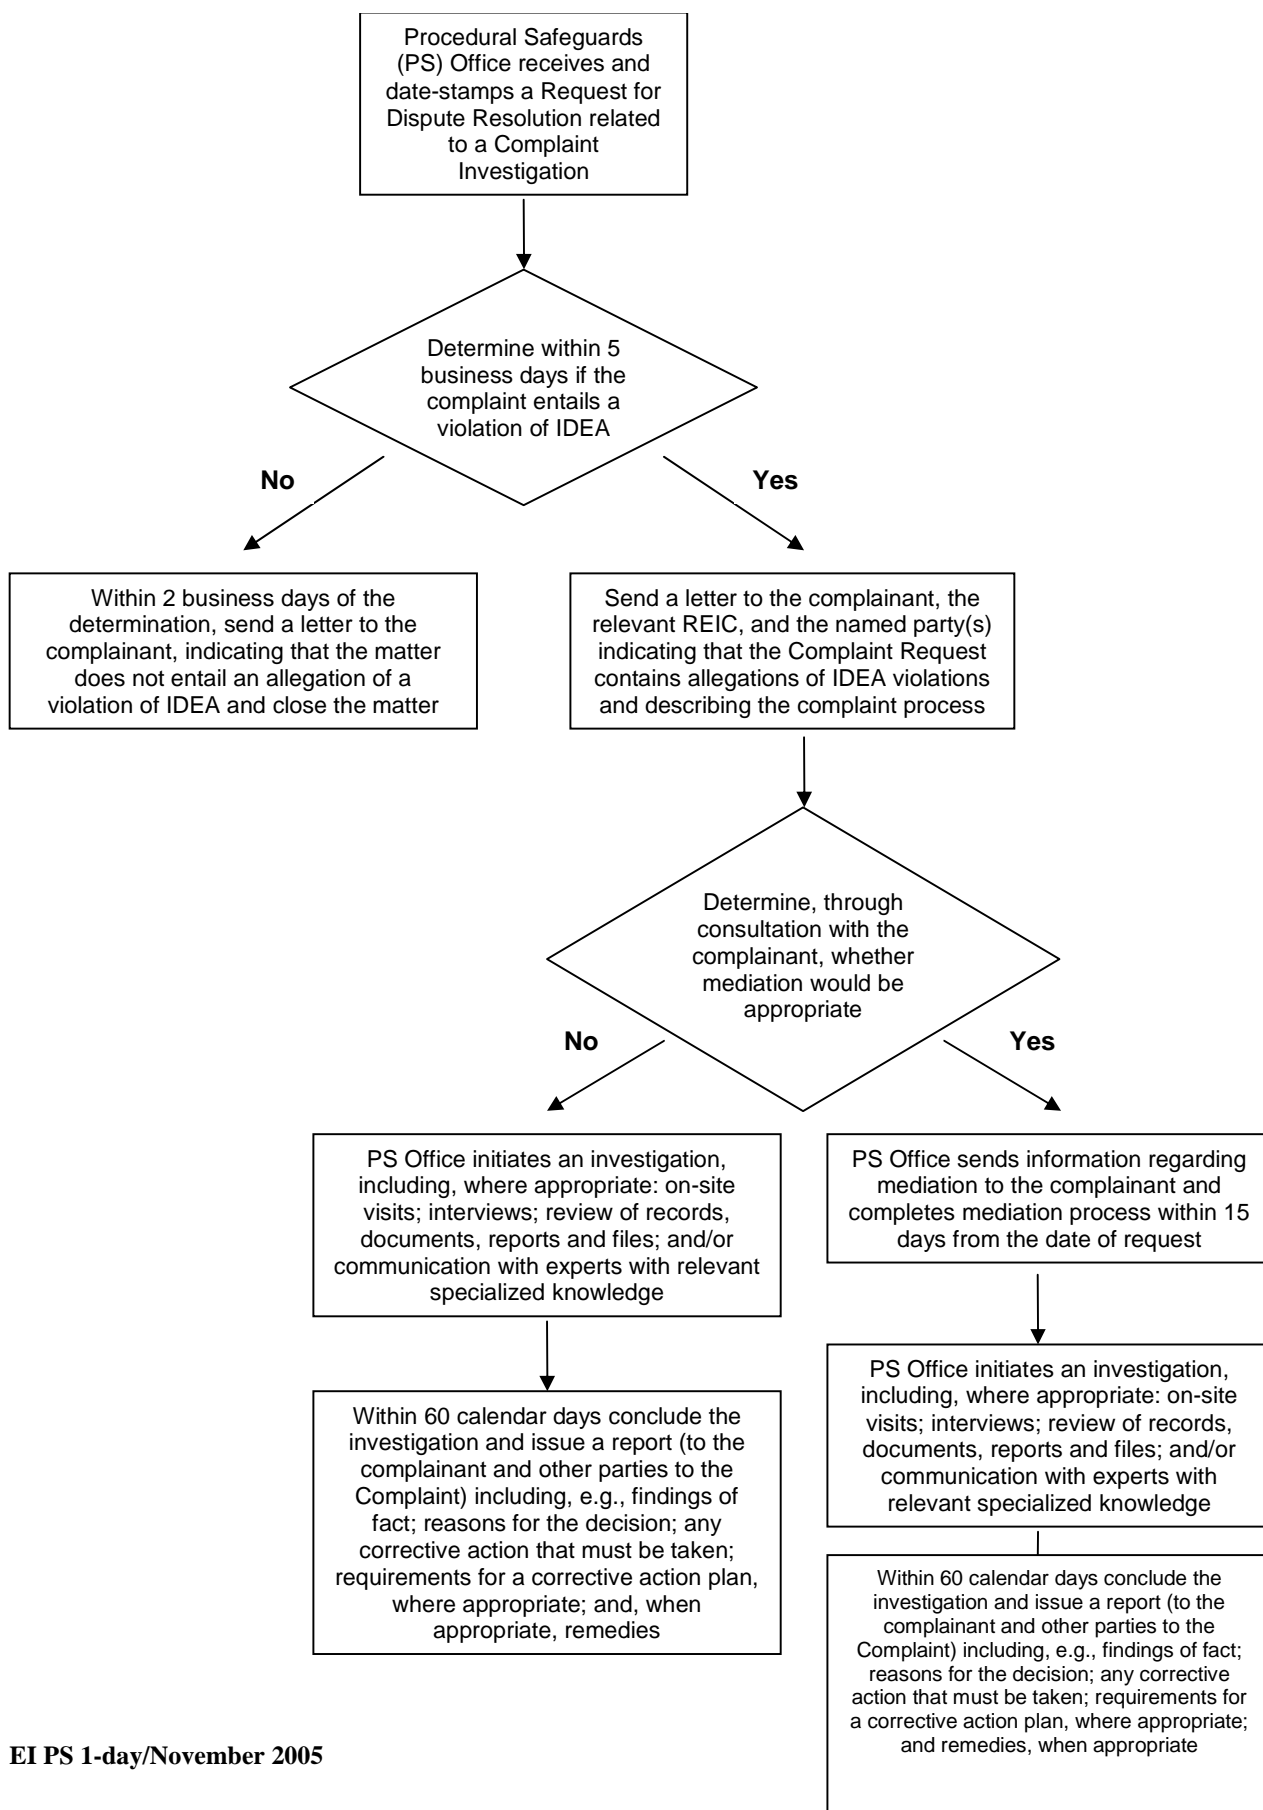 Procedural Safeguards
(PS) Office receives and
date-stamps a Request for
Dispute Resolution related
to a Complaint
Investigation
Determine within 5
business days if the
complaint entails a
violation of IDEA
No
Yes
Within 2 business days of the
determination, send a letter to the
complainant, indicating that the matter
does not entail an allegation of a
violation of IDEA and close the matter
Send a letter to the complainant, the
relevant REIC, and the named party(s)
indicating that the Complaint Request
contains allegations of IDEA violations
and describing the complaint process
Determine, through
consultation with the
complainant, whether
mediation would be
appropriate
No
Yes
PS Office initiates an investigation,
including, where appropriate: on-site
visits; interviews; review of records,
documents, reports and files; and/or
communication with experts with relevant
specialized knowledge
PS Office sends information regarding
mediation to the complainant and
completes mediation process within 15
days from the date of request
Within 60 calendar days conclude the
investigation and issue a report (to the
complainant and other parties to the
Complaint) including, e.g., findings of
fact; reasons for the decision; any
corrective action that must be taken;
requirements for a corrective action plan,
where appropriate; and, when
appropriate, remedies
PS Office initiates an investigation,
including, where appropriate: on-site
visits; interviews; review of records,
documents, reports and files; and/or
communication with experts with
relevant specialized knowledge
Within 60 calendar days conclude the
investigation and issue a report (to the
complainant and other parties to the
Complaint) including, e.g., findings of fact;
reasons for the decision; any corrective
action that must be taken; requirements for
a corrective action plan, where appropriate;
and remedies, when appropriate
EI PS 1-day/November 2005